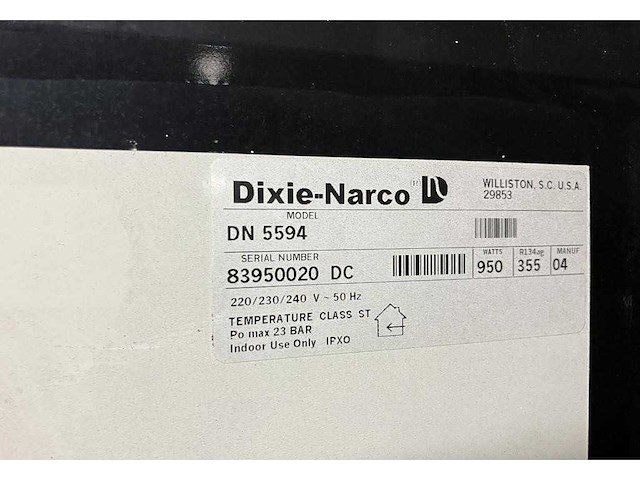 Dixie-Narco
WILLISTON, S.C. U.S.A.
29853
MODEL
DN 5594
SERIAL NUMBER
83950020 DC
WATTS
950
R134ag
355
MANUF
04
220/230/240 V ~ 50 Hz
TEMPERATURE CLASS ST
Po max 23 BAR
Indoor Use Only IPXO